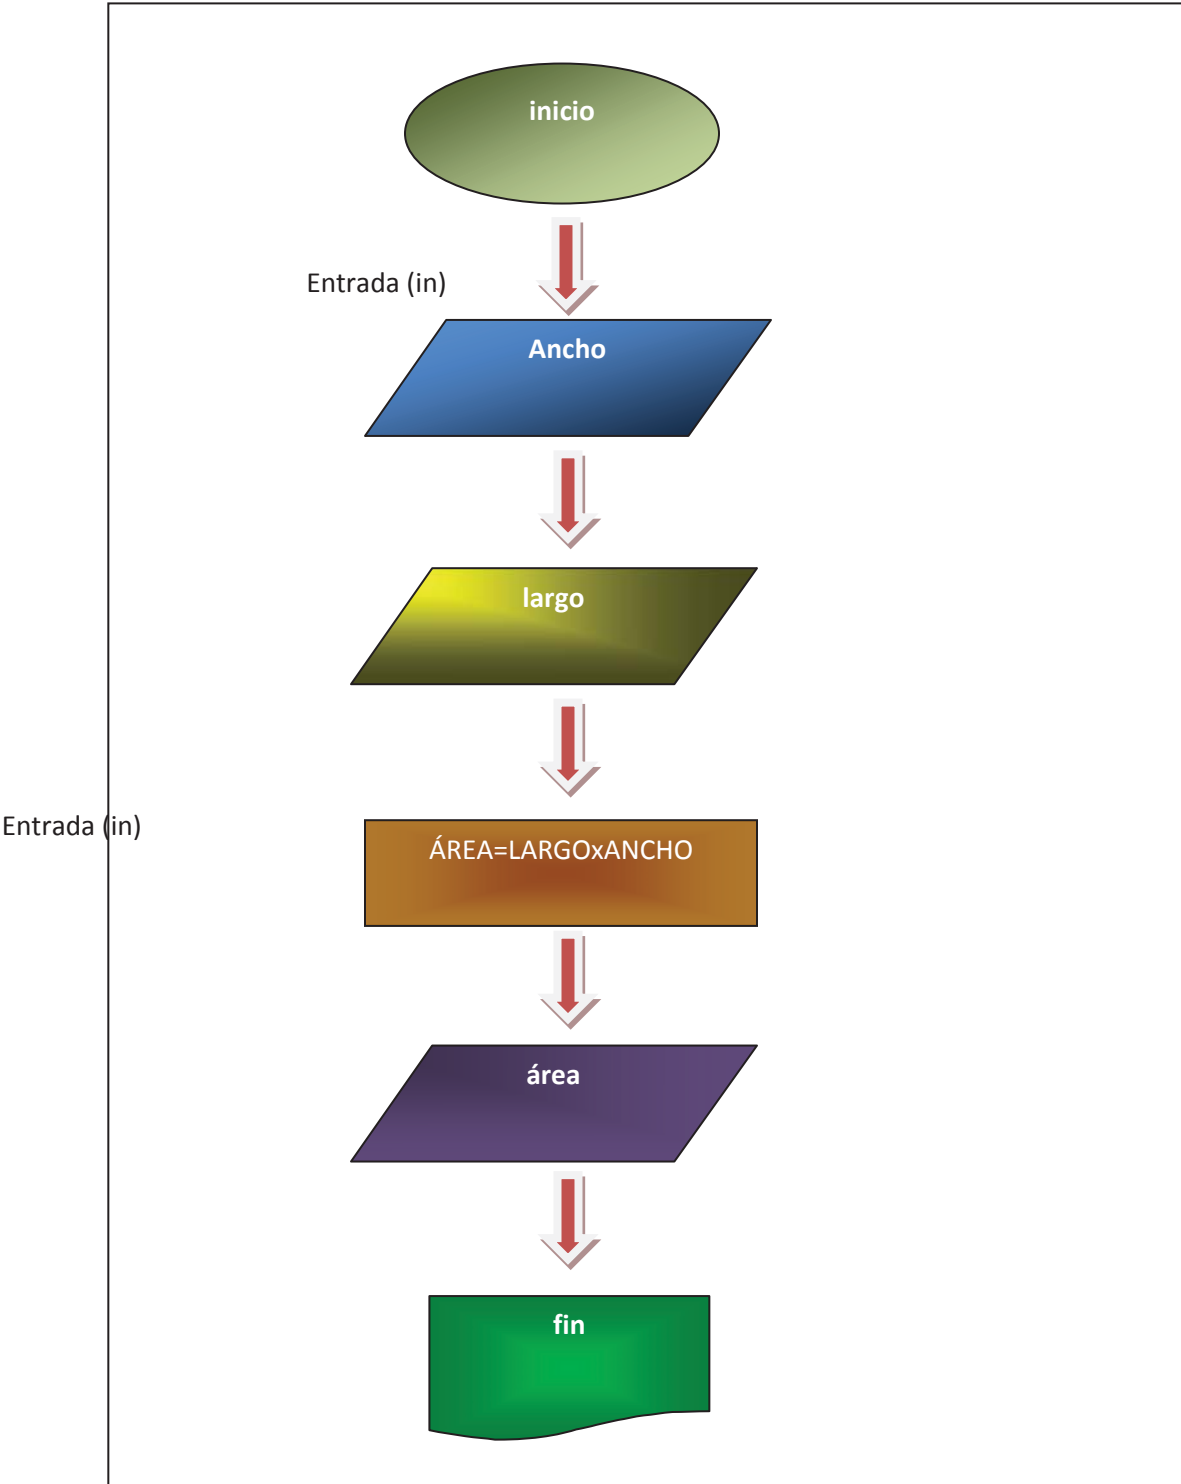 inicio
Entrada (in)
Ancho
largo
Entrada (in)
ÁREA=LARGOxANCHO
área
fin